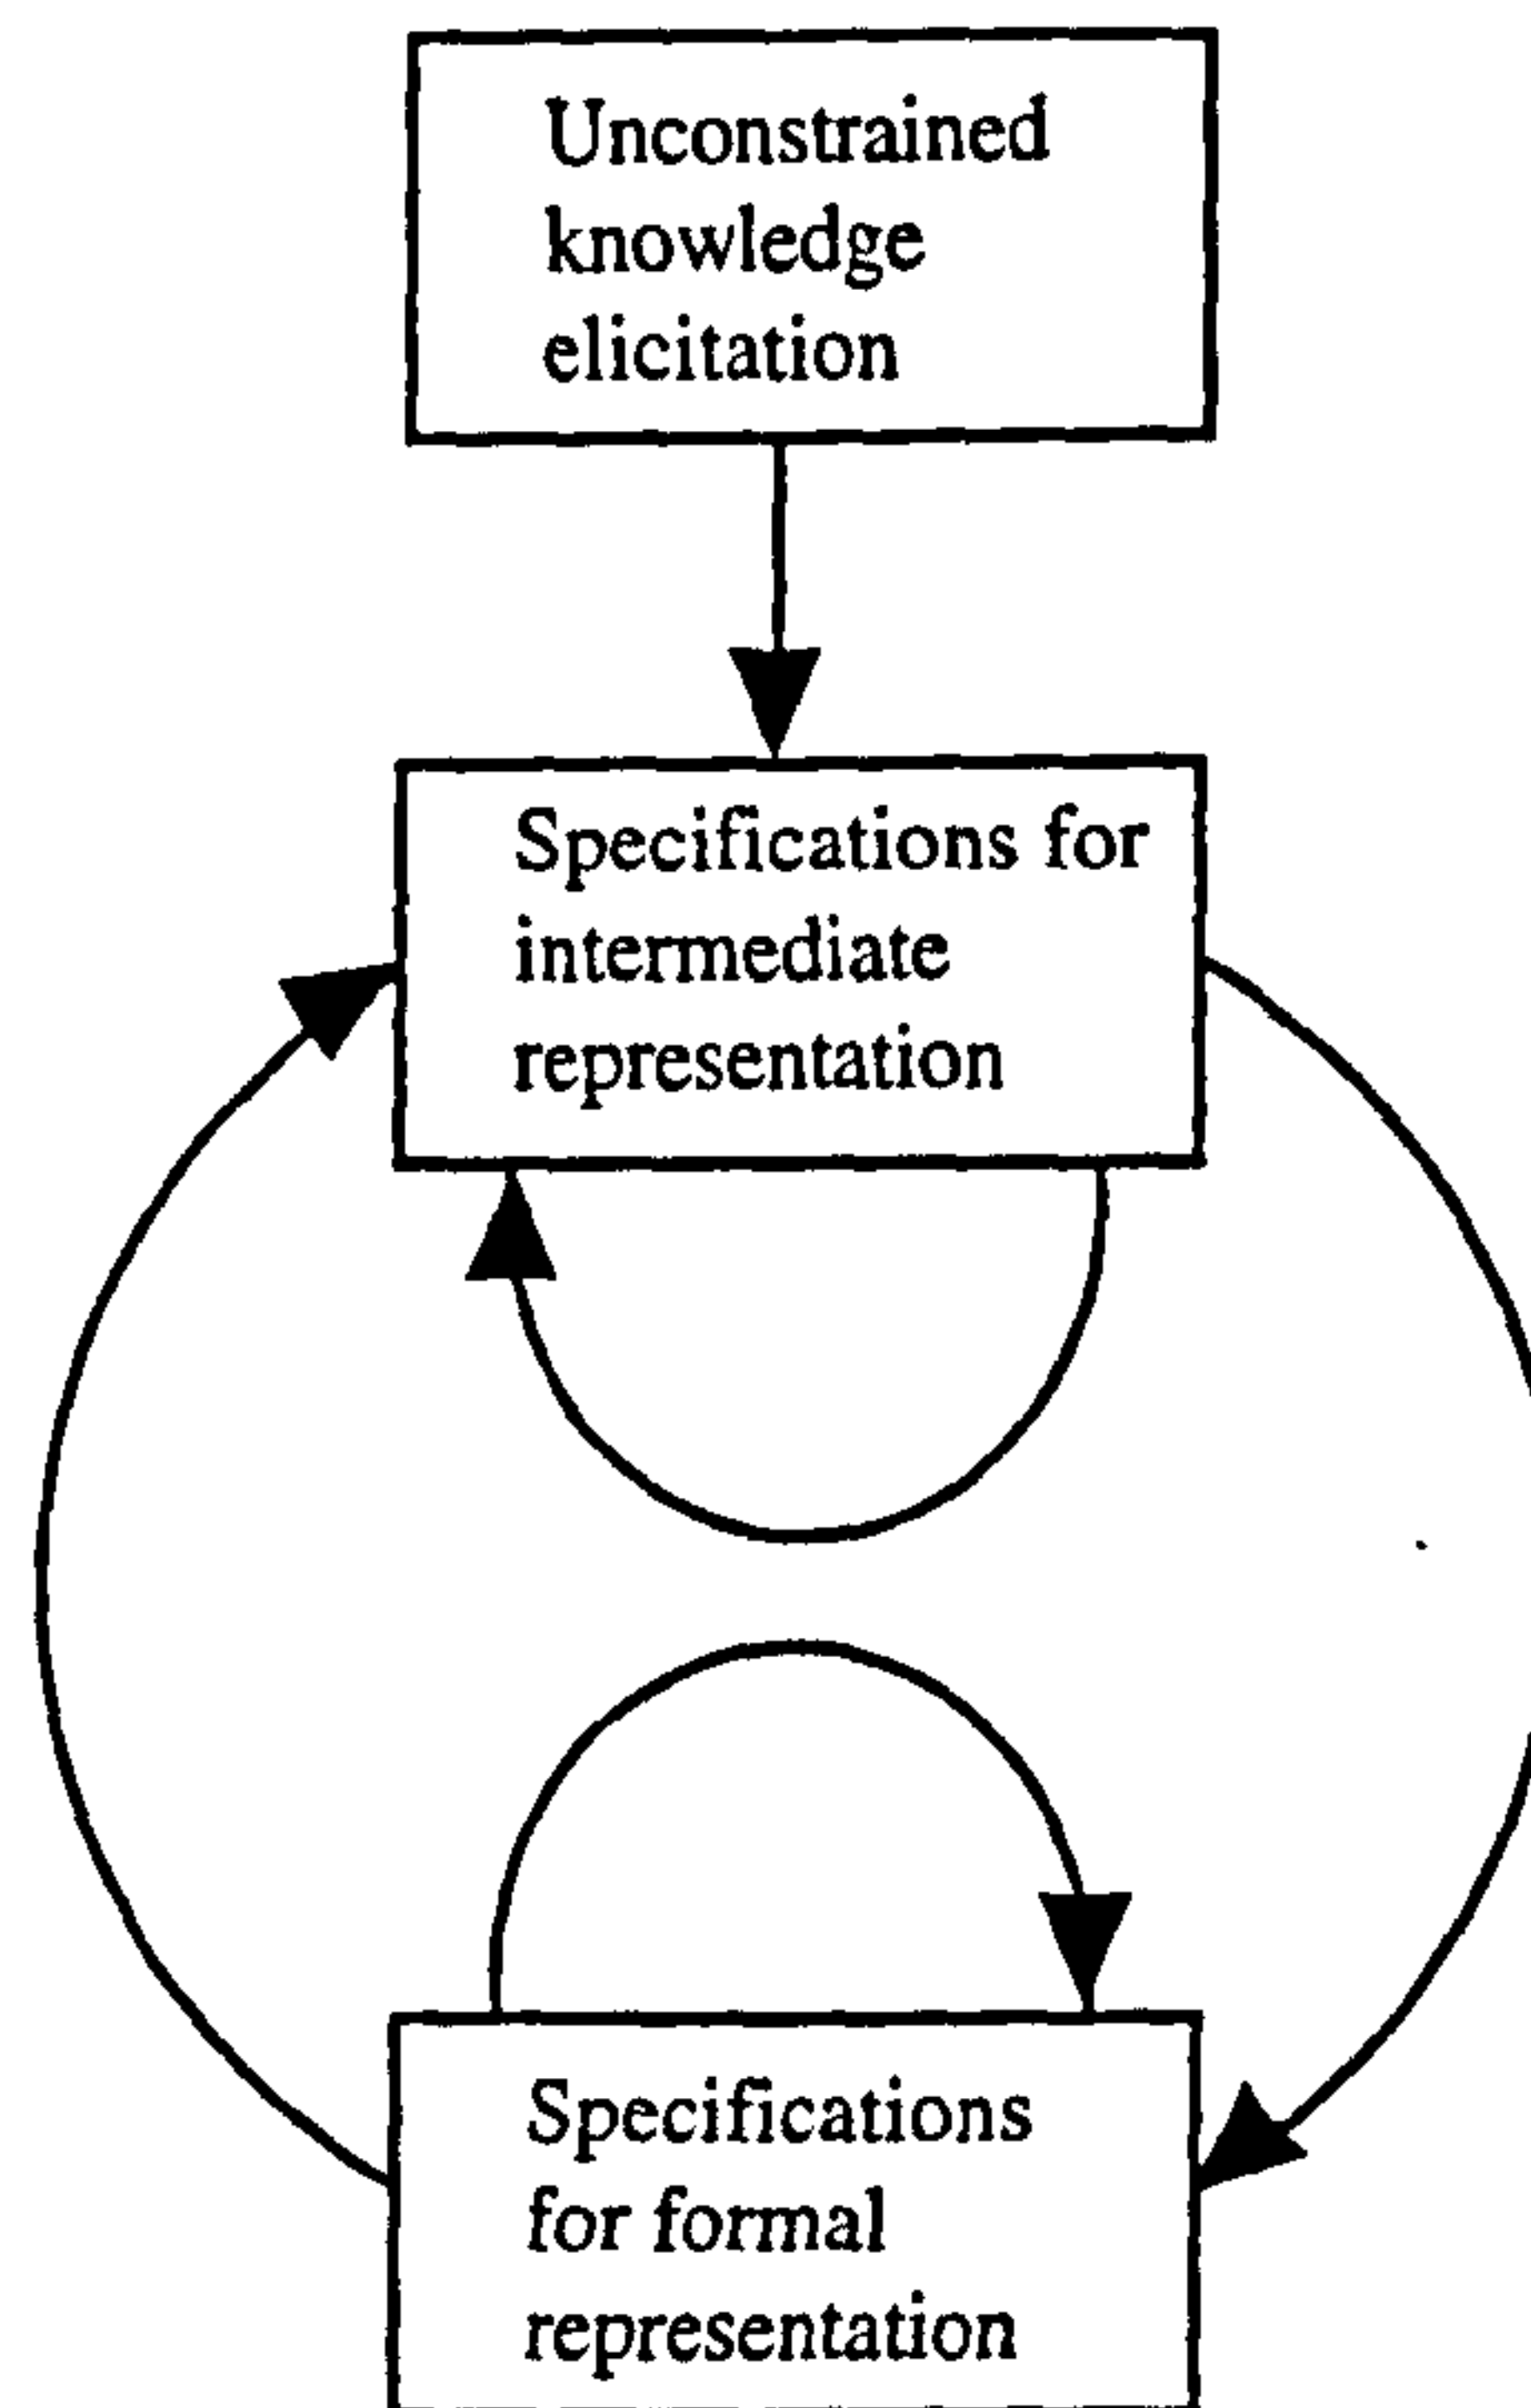 Unconstrained
knowledge
elicitation
Specifications for
intermediate
representation
Specifications
for formal
representation